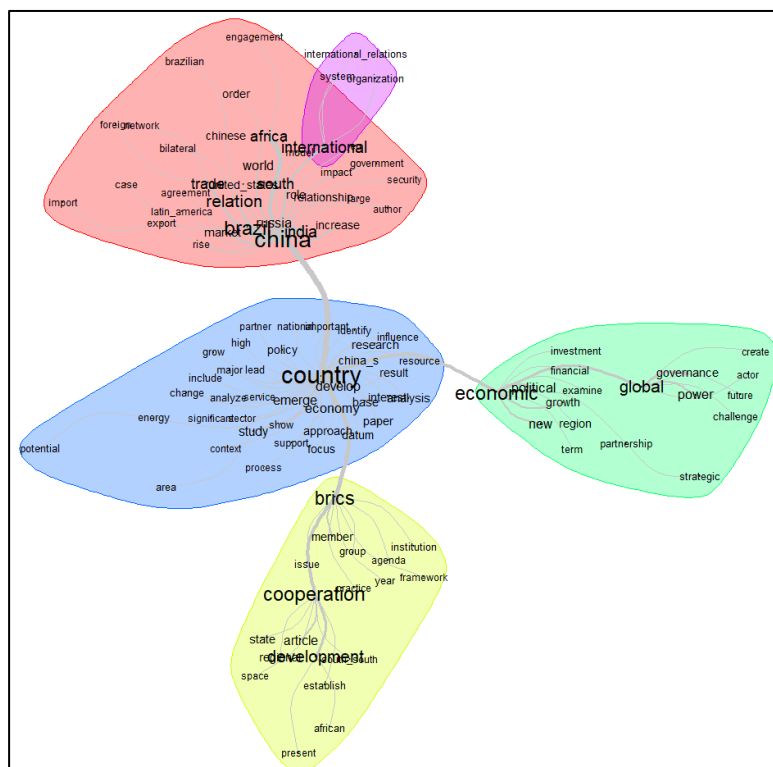 engagement
international_relations
brazilian
system
organization
order
foreign
network
chinese
africa
international
bilateral
model
world
impact
government
case
trade
united_states
south
security
agreement
role
relationship
large
import
relation
latin_america
author
export
brazil
russia
india
increase
market
china
rise
partner
national
important
identify
influence
high
policy
research
grow
china_s
resource
major
lead
country
result
include
develop
change
analyze
service
emerge
interest
analysis
economy
base
energy
significant
sector
paper
study
show
approach
datum
potential
context
support
focus
process
area
investment
create
financial
governance
actor
economic
political
examine
global
power
growth
future
new
region
challenge
term
partnership
strategic
brics
member
group
institution
issue
agenda
practice
year
framework
cooperation
state
article
regional
development
south_south
space
establish
african
present